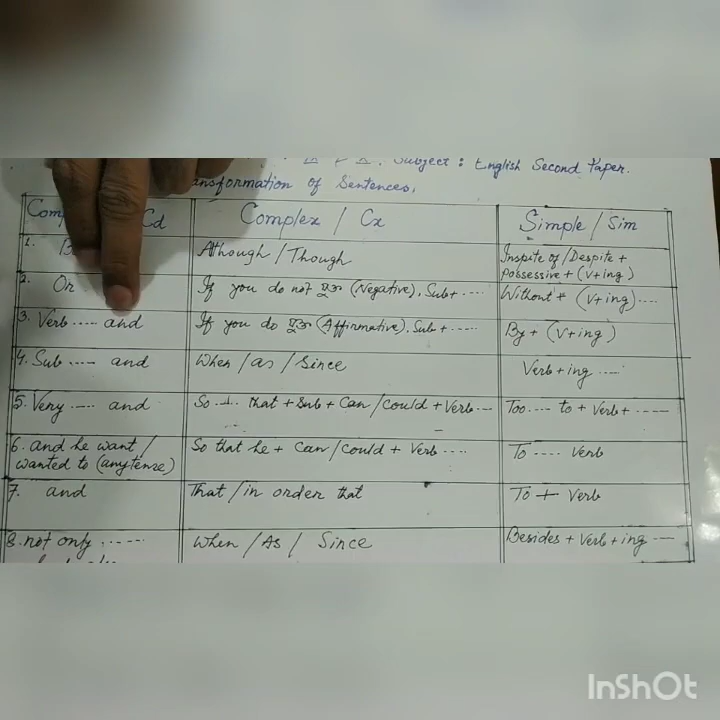 Subject : English Second Paper.
ansformation of Sentences,
Cd
Complex / Cx
Simple / Sim
1.
Although / Though
Inspite of / Despite +
possessive + (v+ing)
2. Or
If you do not (Negative), Sub + ....
Without + (v+ing) ....
3. Verb .... and
If you do (Affirmative), Sub + ....
By + (v+ing)
4. Sub .... and
When / as / Since
Verb+ing ....
5. Very .... and
So ... that + Sub + Can / could + Verb ...
Too .... to + Verb + ....
6. and he want /
wanted to (anytense)
So that he + Can / could + Verb ....
To .... Verb
7. and
That / in order that
To + Verb
8. not only .....
When / As / Since
Besides + Verb + ing ....
InShOt